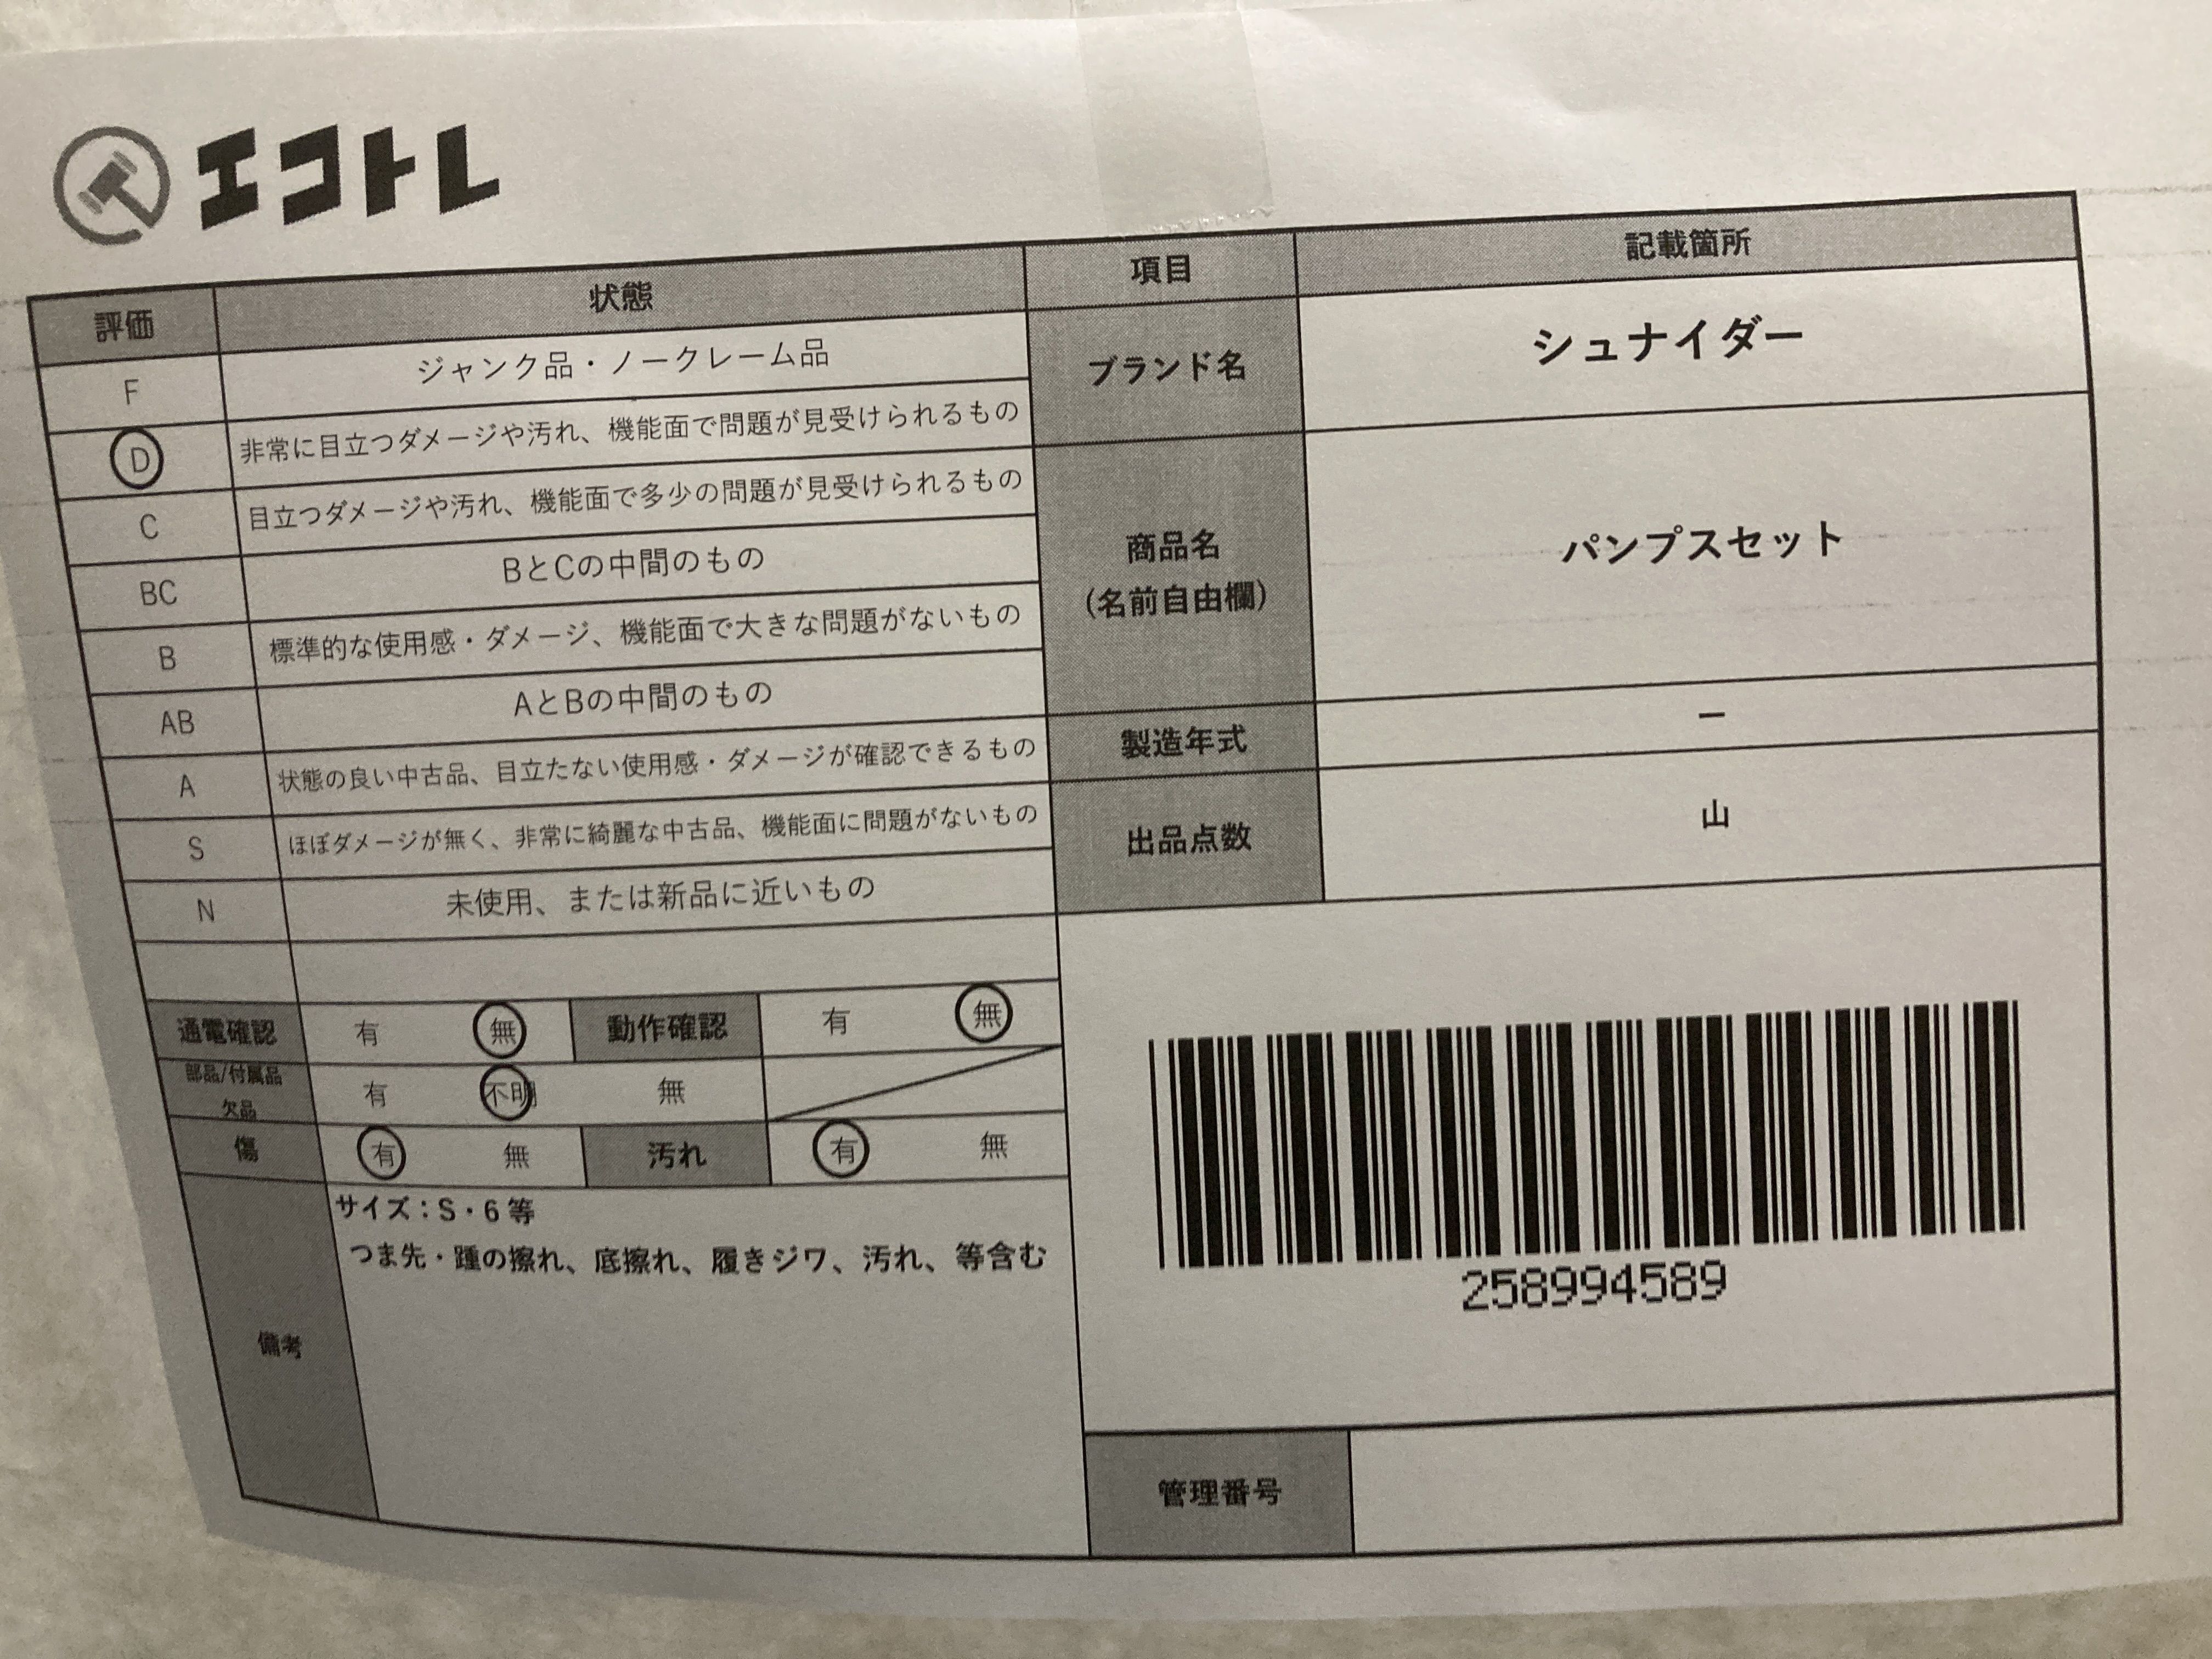 エコトレ
評価 状態 項目 記載箇所
F ジャンク品・ノークレーム品
D 非常に目立つダメージや汚れ、機能面で問題が見受けられるもの
C 目立つダメージや汚れ、機能面で多少の問題が見受けられるもの
BC BとCの中間のもの
B 標準的な使用感・ダメージ、機能面で大きな問題がないもの
AB AとBの中間のもの
A 状態の良い中古品、目立たない使用感・ダメージが確認できるもの
S ほぼダメージが無く、非常に綺麗な中古品、機能面に問題がないもの
N 未使用、または新品に近いもの
ブランド名 シュナイダー
商品名
(名前自由欄)
パンプスセット
製造年式 ー
出品点数 山
通電確認 有 無 動作確認 有 無
部品/付属品
欠品
有 不明 無
傷 有 無 汚れ 有 無
備考
サイズ：S・6 等
つま先・踵の擦れ、底擦れ、履きジワ、汚れ、等含む
258994589
管理番号